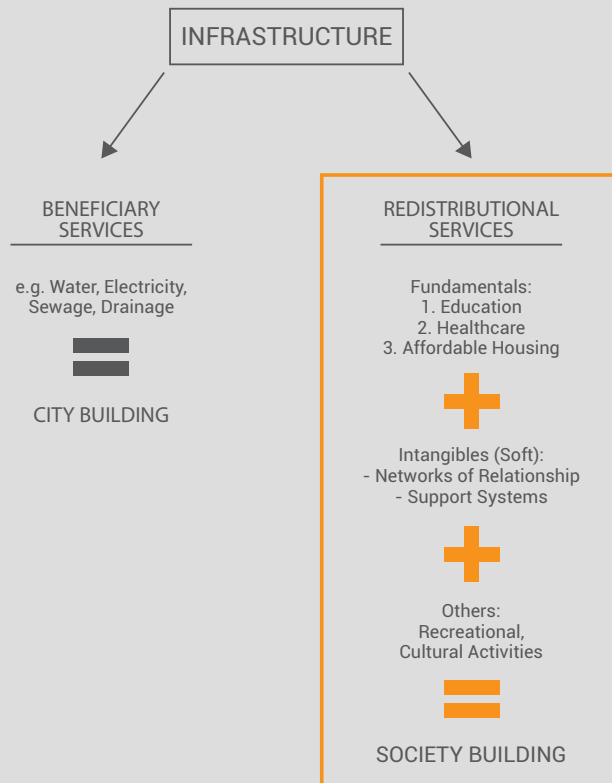 INFRASTRUCTURE
BENEFICIARY
SERVICES
e.g. Water, Electricity,
Sewage, Drainage
CITY BUILDING
REDISTRIBUTIONAL
SERVICES
Fundamentals:
1. Education
2. Healthcare
3. Affordable Housing
Intangibles (Soft):
- Networks of Relationship
- Support Systems
Others:
Recreational,
Cultural Activities
SOCIETY BUILDING